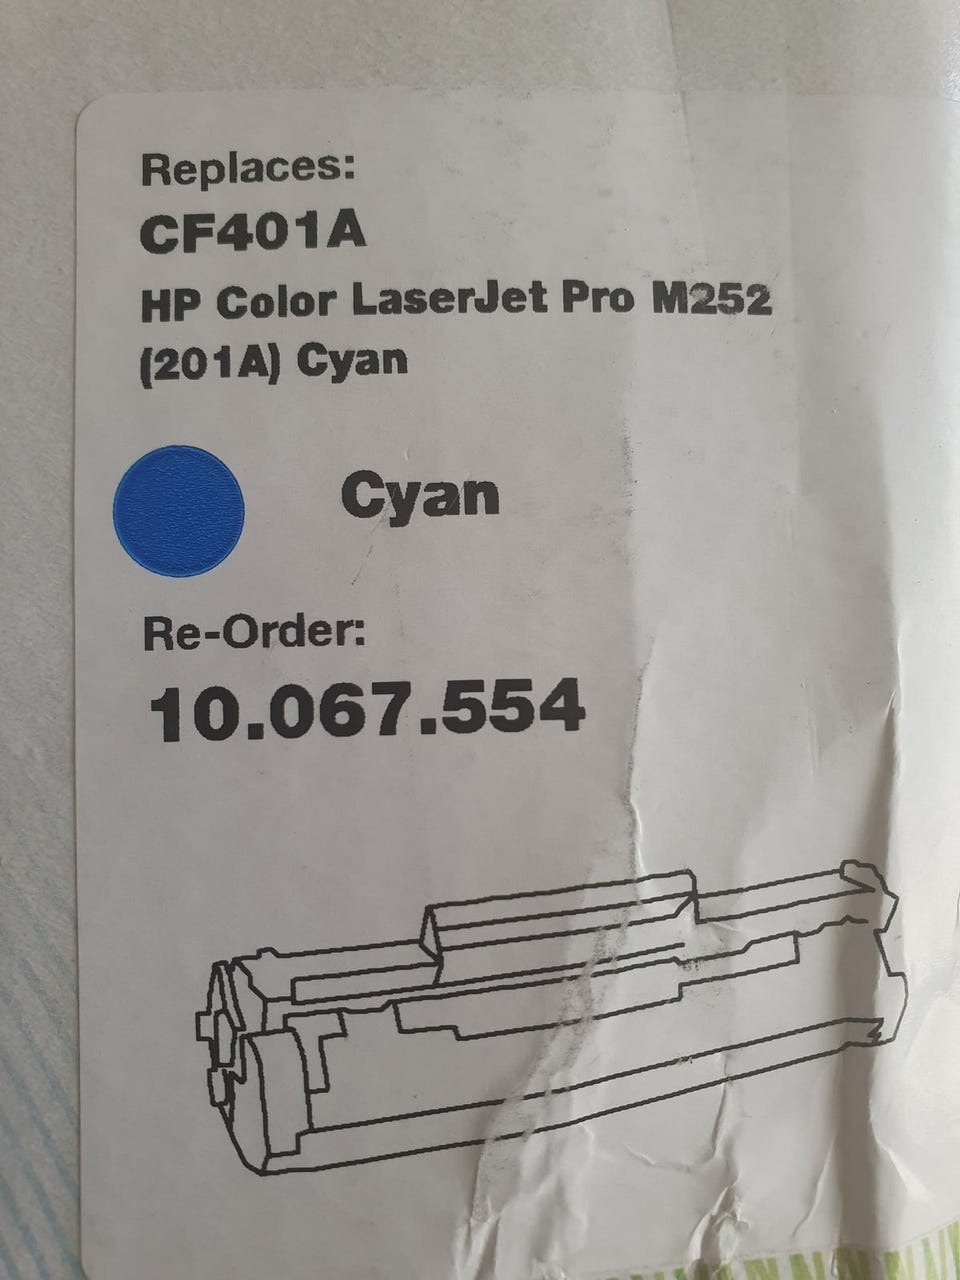 Replaces:
CF401A
HP Color LaserJet Pro M252
(201A) Cyan
Cyan
Re-Order:
10.067.554